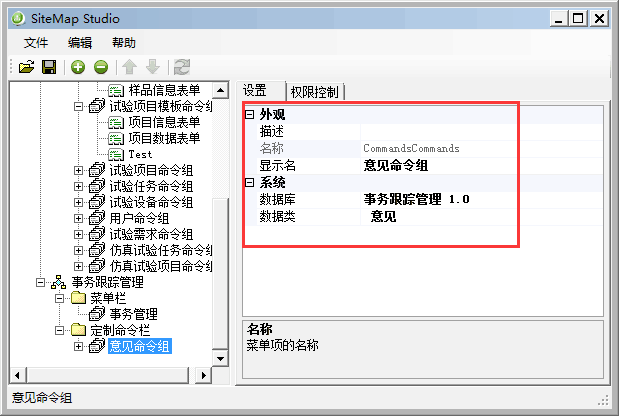 SiteMap Studio
文件 编辑 帮助
样品信息表单
试验项目模板命令组
项目信息表单
项目数据表单
Test
试验项目命令组
试验任务命令组
试验设备命令组
用户命令组
试验需求命令组
仿真试验任务命令组
仿真试验项目命令组
事务跟踪管理
菜单栏
事务管理
定制命令栏
意见命令组
设置 权限控制
外观
描述
名称 CommandsCommands
显示名 意见命令组
系统
数据库 事务跟踪管理 1.0
数据类 意见
名称
菜单项的名称
意见命令组